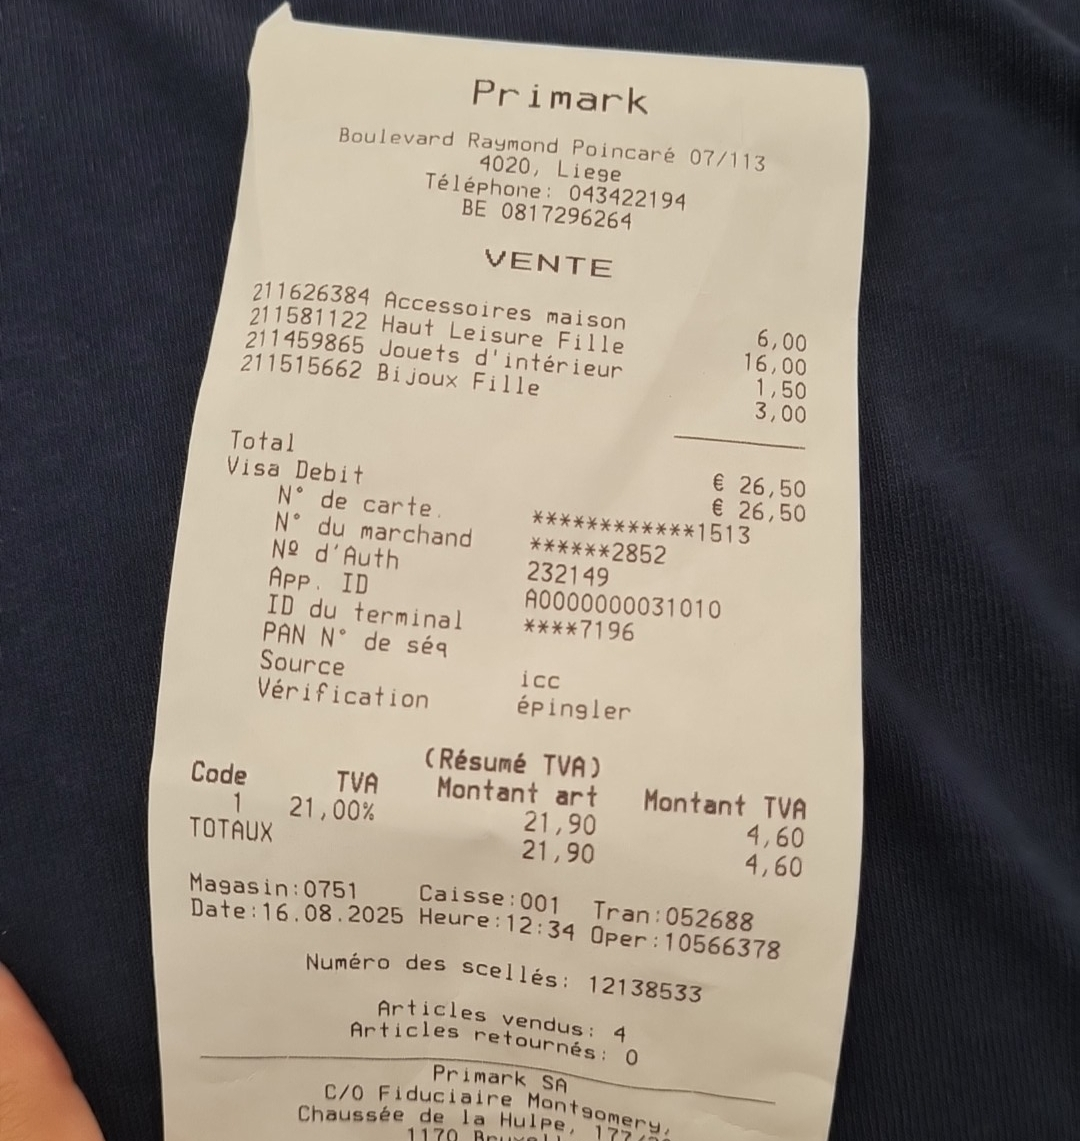 Primark
Boulevard Raymond Poincaré 07/113
4020, Liege
Téléphone: 043422194
BE 0817296264
VENTE
211626384 Accessoires maison 6,00
211581122 Haut Leisure Fille 16,00
211459865 Jouets d'intérieur 1,50
211515662 Bijoux Fille 3,00
Total € 26,50
Visa Debit € 26,50
N° de carte. ************1513
N° du marchand ******2852
Nº d'Auth 232149
App. ID A0000000031010
ID du terminal ****7196
PAN N° de séq
Source icc
Vérification épingler
(Résumé TVA)
Code TVA Montant art Montant TVA
1 21,00% 21,90 4,60
TOTAUX 21,90 4,60
Magasin:0751 Caisse:001 Tran:052688
Date:16.08.2025 Heure:12:34 Oper:10566378
Numéro des scellés: 12138533
Articles vendus: 4
Articles retournés: 0
Primark SA
C/O Fiduciaire Montgomery,
Chaussée de la Hulpe,
1170